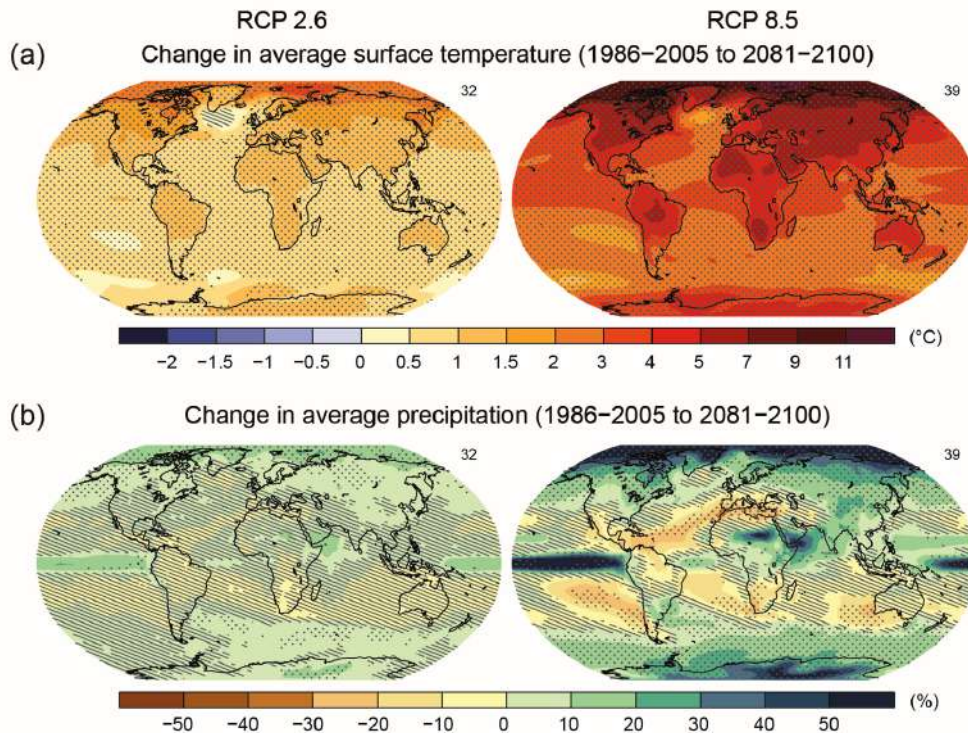 RCP 2.6 RCP 8.5
(a) Change in average surface temperature (1986−2005 to 2081−2100)
32 39
−2 −1.5 −1 −0.5 0 0.5 1 1.5 2 3 4 5 7 9 11 (°C)
(b) Change in average precipitation (1986−2005 to 2081−2100)
32 39
−50 −40 −30 −20 −10 0 10 20 30 40 50 (%)